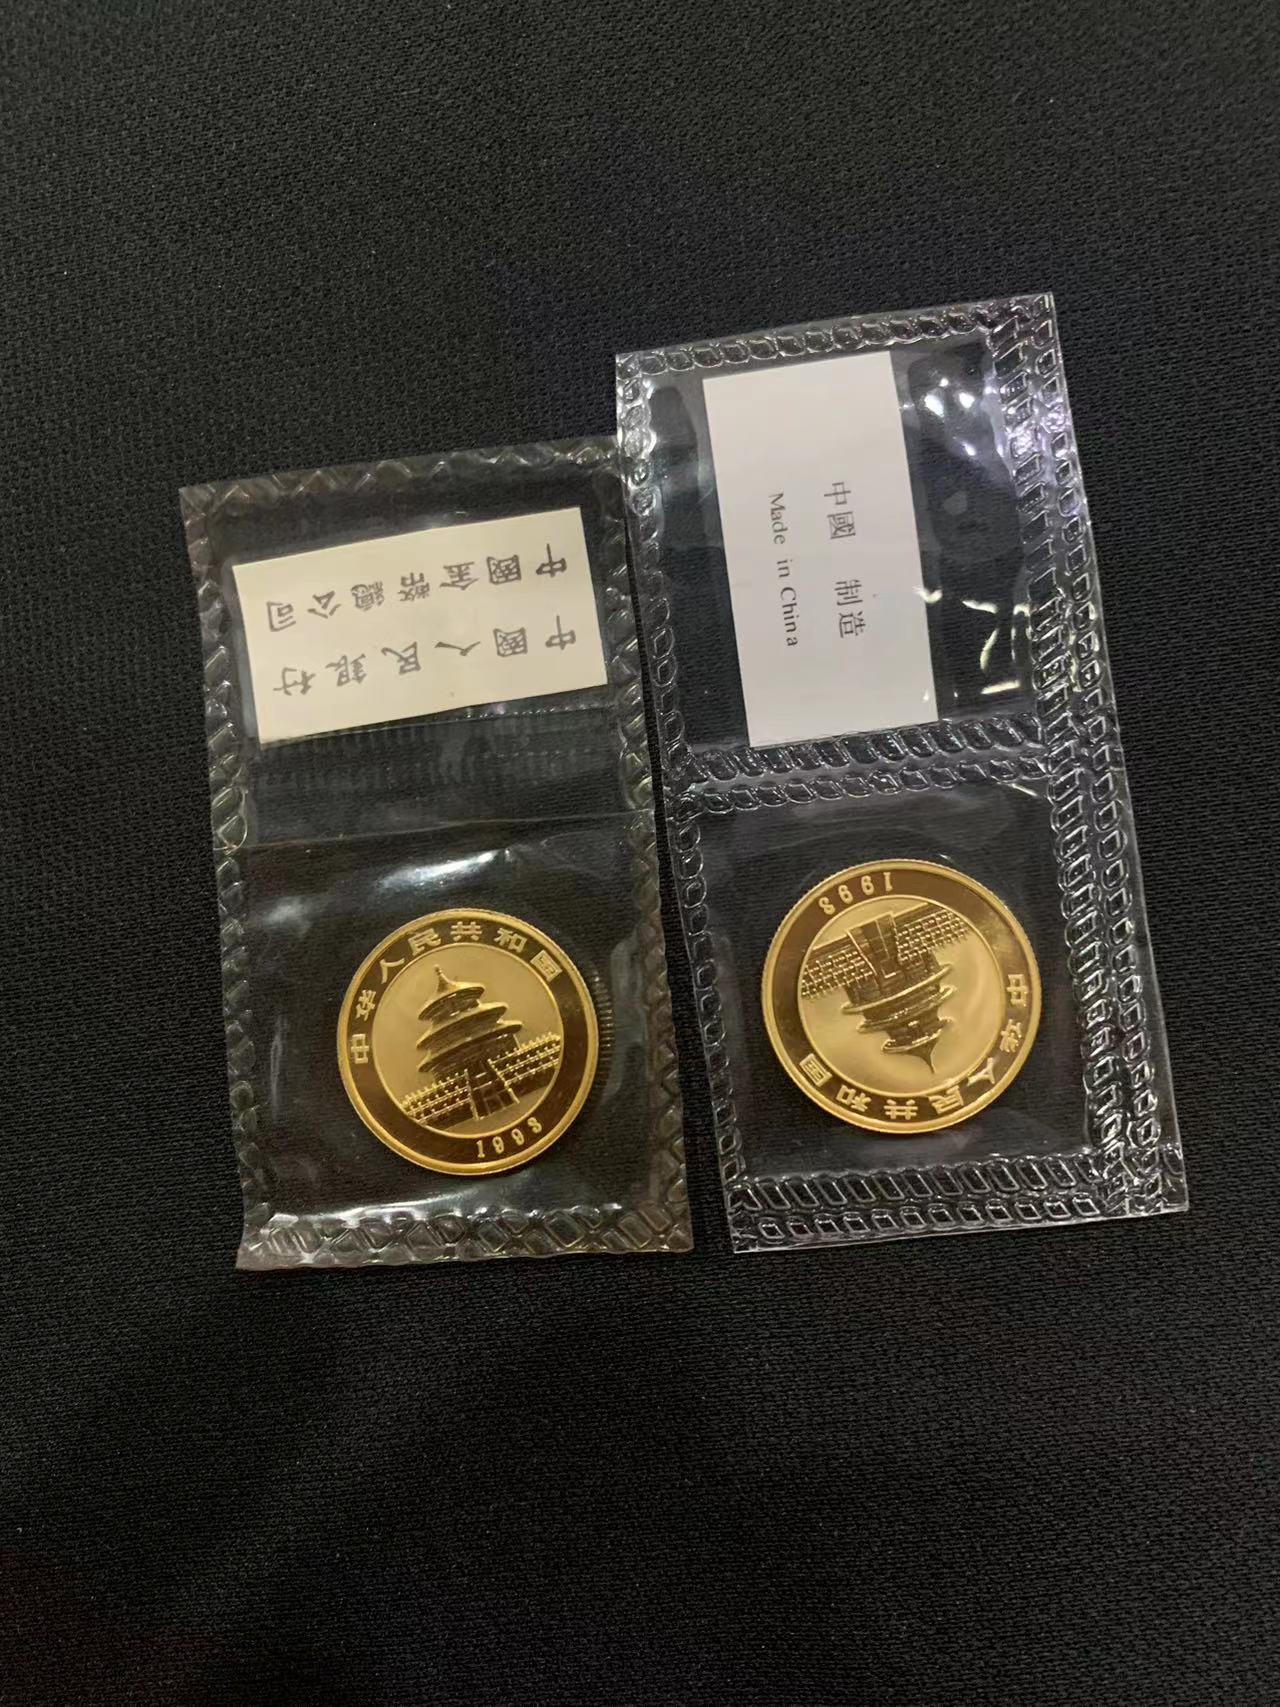 中國人民銀行
中國金幣總公司
中國 制造
Made in China
中华人民共和国
1993
中华人民共和国
1993